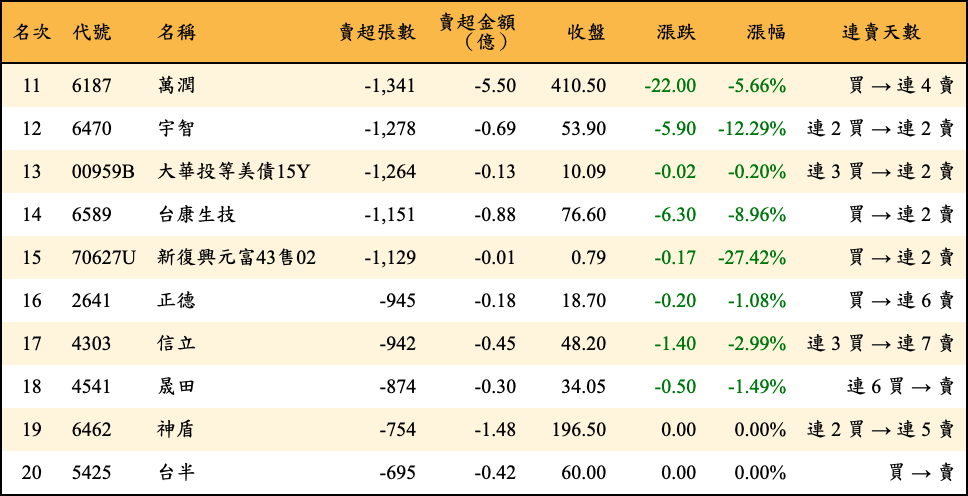 名次 代號 名稱 賣超張數 賣超金額（億） 收盤 漲跌 漲幅 連賣天數
11 6187 萬潤 -1,341 -5.50 410.50 -22.00 -5.66% 買 → 連 4 賣
12 6470 宇智 -1,278 -0.69 53.90 -5.90 -12.29% 連 2 買 → 連 2 賣
13 00959B 大華投等美債15Y -1,264 -0.13 10.09 -0.02 -0.20% 連 3 買 → 連 2 賣
14 6589 台康生技 -1,151 -0.88 76.60 -6.30 -8.96% 買 → 連 2 賣
15 70627U 新復興元富43售02 -1,129 -0.01 0.79 -0.17 -27.42% 買 → 連 2 賣
16 2641 正德 -945 -0.18 18.70 -0.20 -1.08% 買 → 連 6 賣
17 4303 信立 -942 -0.45 48.20 -1.40 -2.99% 連 3 買 → 連 7 賣
18 4541 晟田 -874 -0.30 34.05 -0.50 -1.49% 連 6 買 → 賣
19 6462 神盾 -754 -1.48 196.50 0.00 0.00% 連 2 買 → 連 5 賣
20 5425 台半 -695 -0.42 60.00 0.00 0.00% 買 → 賣